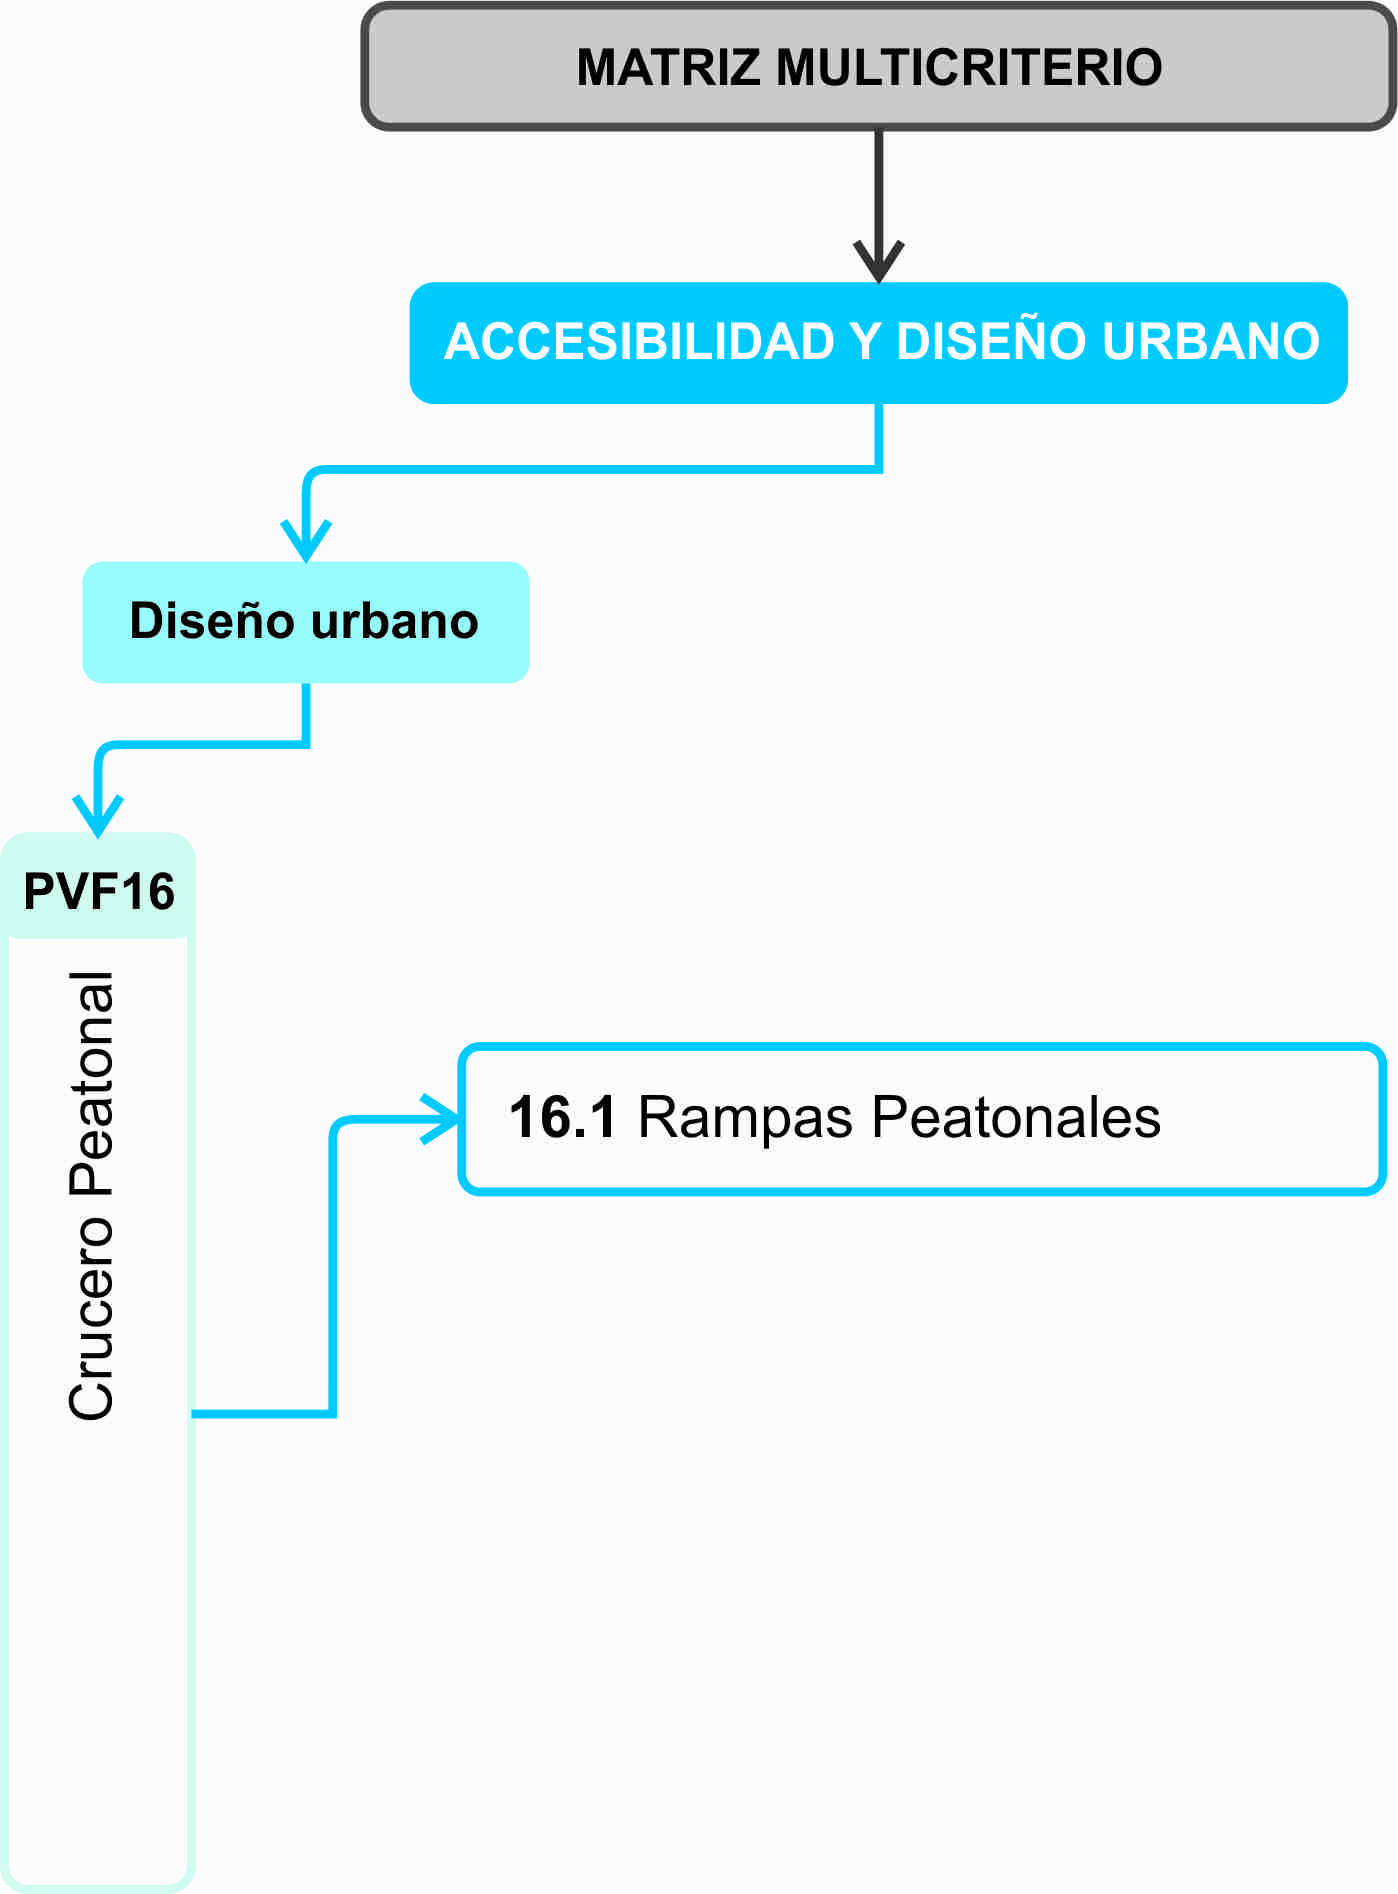 MATRIZ MULTICRITERIO
ACCESIBILIDAD Y DISEÑO URBANO
Diseño urbano
PVF16
Crucero Peatonal
16.1 Rampas Peatonales